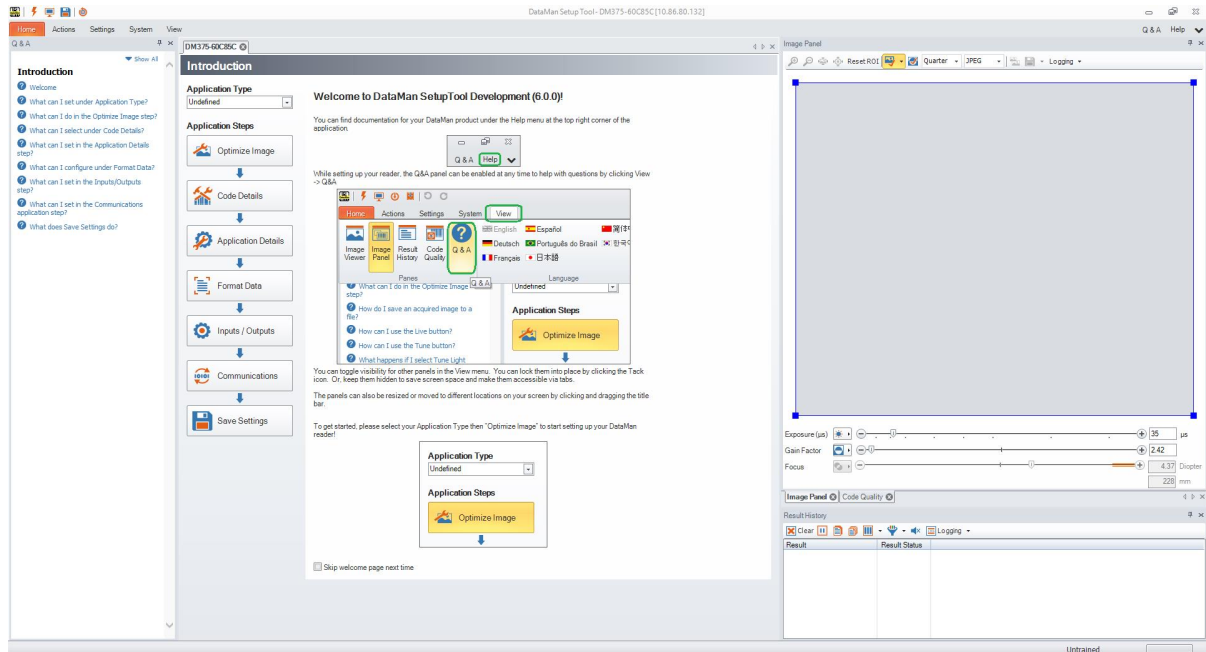 DataMan Setup Tool - DM375-60C85C [10.86.80.132]
Home Actions Settings System View
Q & A Help
Q & A
Show All
Introduction
Welcome
What can I set under Application Type?
What can I do in the Optimize Image step?
What can I select under Code Details?
What can I set in the Application Details
step?
What can I configure under Format Data?
What can I set in the Inputs/Outputs
step?
What can I set in the Communications
application step?
What does Save Settings do?
DM375-60C85C
Introduction
Application Type
Undefined
Application Steps
Optimize Image
Code Details
Application Details
Format Data
Inputs / Outputs
Communications
Save Settings
Welcome to DataMan SetupTool Development (6.0.0)!
You can find documentation for your DataMan product under the Help menu at the top right corner of the
application.
Q & A Help
While setting up your reader, the Q&A panel can be enabled at any time to help with questions by clicking View
-> Q&A
Home Actions Settings System View
Image
Viewer
Image
Panel
Result
History
Code
Quality
Q & A
English Español
Deutsch Português do Brasil
Français 日本語
Panes Language
Q & A
What can I do in the Optimize Image
step?
How do I save an acquired image to a
file?
How can I use the Live button?
How can I use the Tune button?
What happens if I select Tune Light
Undefined
Application Steps
Optimize Image
You can toggle visibility for other panels in the View menu. You can lock them into place by clicking the Tack
icon. Or, keep them hidden to save screen space and make them accessible via tabs.
The panels can also be resized or moved to different locations on your screen by clicking and dragging the title
bar.
To get started, please select your Application Type then "Optimize Image" to start setting up your DataMan
reader!
Application Type
Undefined
Application Steps
Optimize Image
Skip welcome page next time
Image Panel
Reset ROI Quarter JPEG Logging
Exposure (µs) 35 µs
Gain Factor 2.42
Focus 4.37 Diopter
228 mm
Image Panel Code Quality
Result History
Clear Logging
Result Result Status
Untrained